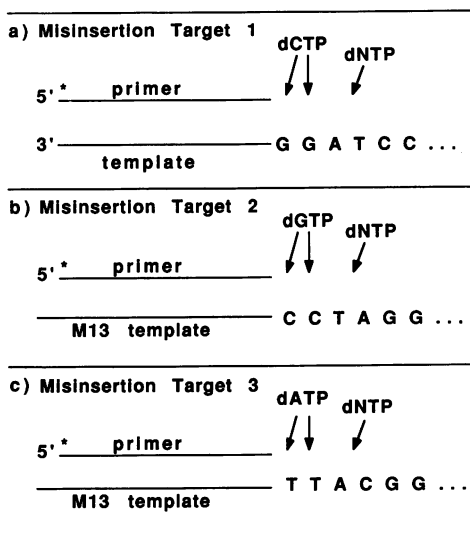 a) Misinsertion Target 1
dCTP
dNTP
5' * primer
3' G G A T C C ...
template
b) Misinsertion Target 2
dGTP
dNTP
5' * primer
C C T A G G ...
M13 template
c) Misinsertion Target 3
dATP
dNTP
5' * primer
T T A C G G ...
M13 template